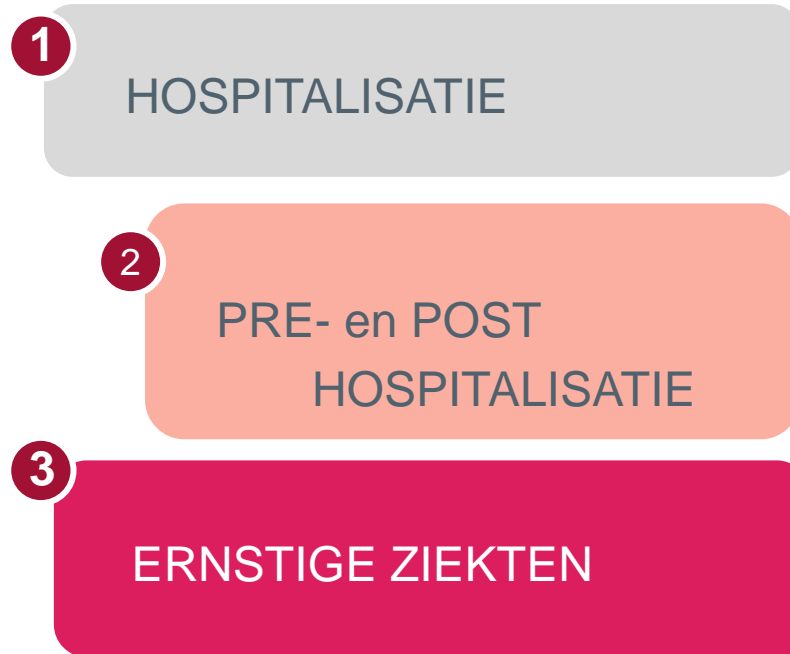 1
HOSPITALISATIE
2
PRE- en POST
HOSPITALISATIE
3
ERNSTIGE ZIEKTEN